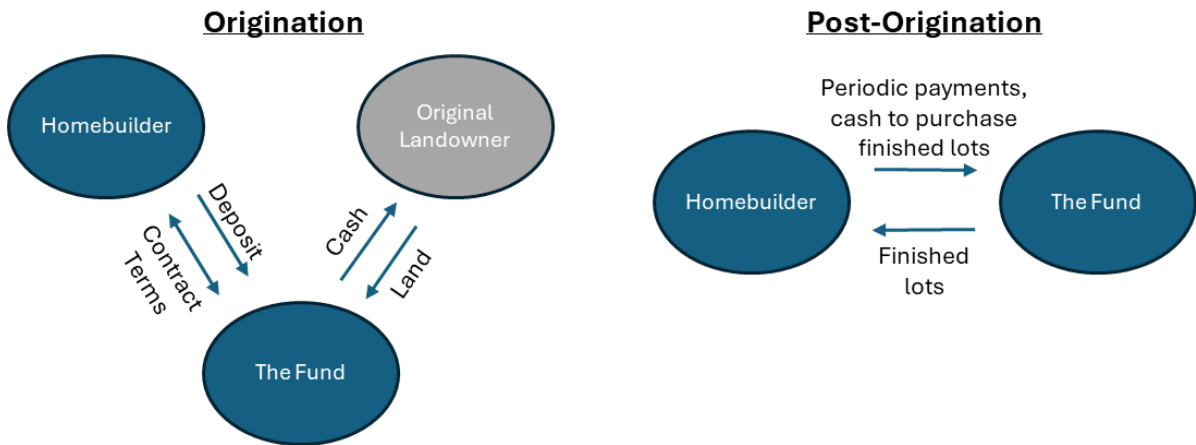 Origination
Homebuilder
Original
Landowner
Deposit
Contract
Terms
Cash
Land
The Fund
Post-Origination
Periodic payments,
cash to purchase
finished lots
Homebuilder
The Fund
Finished
lots